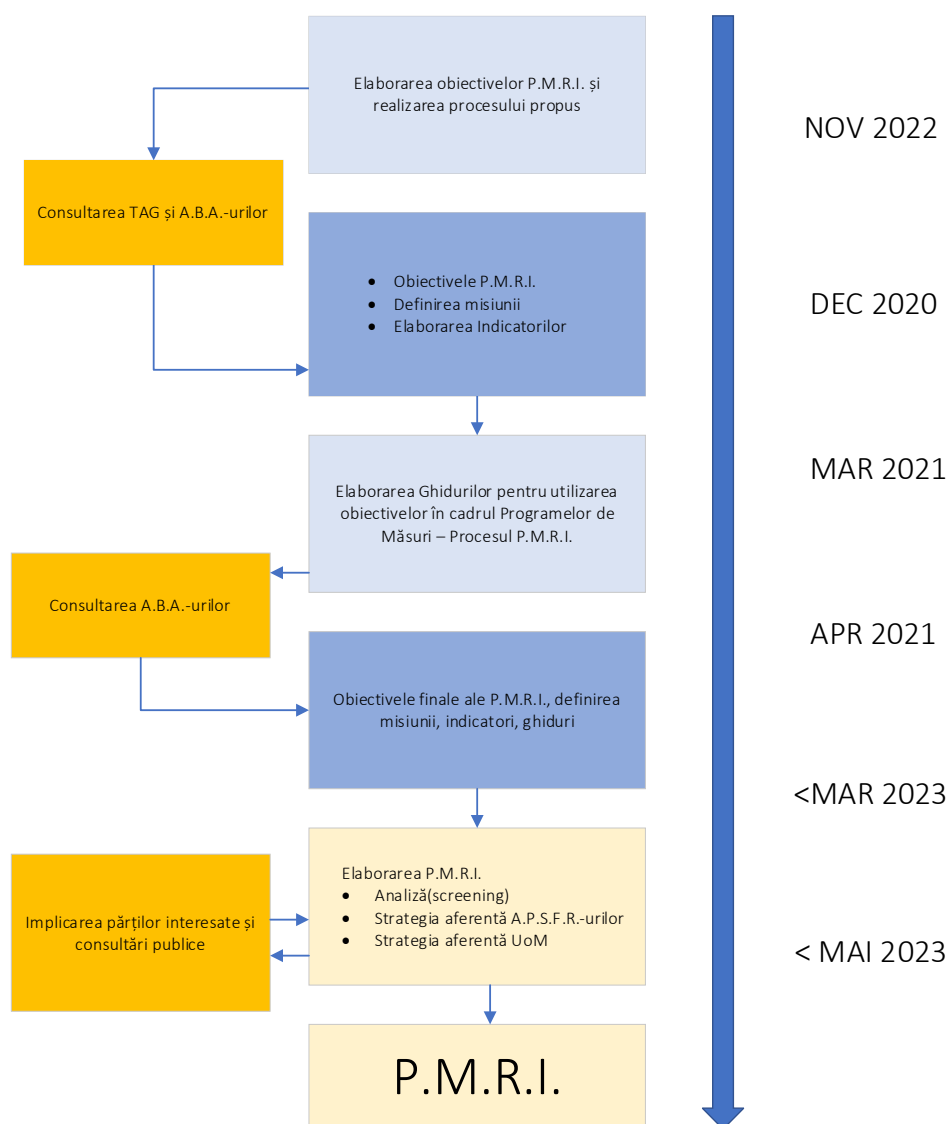 Elaborarea obiectivelor P.M.R.I. și
realizarea procesului propus
NOV 2022
Consultarea TAG și A.B.A.-urilor
• Obiectivele P.M.R.I.
• Definirea misiunii
• Elaborarea Indicatorilor
DEC 2020
Elaborarea Ghidurilor pentru utilizarea
obiectivelor în cadrul Programelor de
Măsuri – Procesul P.M.R.I.
MAR 2021
Consultarea A.B.A.-urilor
APR 2021
Obiectivele finale ale P.M.R.I., definirea
misiunii, indicatori, ghiduri
<MAR 2023
Elaborarea P.M.R.I.
• Analiză(screening)
• Strategia aferentă A.P.S.F.R.-urilor
• Strategia aferentă UoM
Implicarea părților interesate și
consultări publice
< MAI 2023
P.M.R.I.